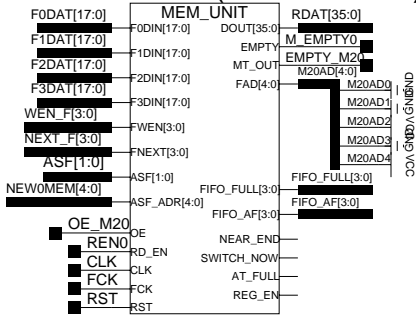 MEM_UNIT
F0DAT[17:0]
F0DIN[17:0]
F1DAT[17:0]
F1DIN[17:0]
F2DAT[17:0]
F2DIN[17:0]
F3DAT[17:0]
F3DIN[17:0]
WEN_F[3:0]
FWEN[3:0]
NEXT_F[3:0]
FNEXT[3:0]
ASF[1:0]
ASF[1:0]
NEW0MEM[4:0]
ASF_ADR[4:0]
OE_M20
OE
REN0
RD_EN
CLK
CLK
FCK
FCK
RST
RST
RDAT[35:0]
DOUT[35:0]
M_EMPTY0
EMPTY
EMPTY_M20
MT_OUT
M20AD[4:0]
FAD[4:0]
M20AD0
M20AD1
M20AD2
M20AD3
M20AD4
VCC
FIFO_FULL[3:0]
FIFO_FULL[3:0]
FIFO_AF[3:0]
FIFO_AF[3:0]
NEAR_END
SWITCH_NOW
AT_FULL
REG_EN